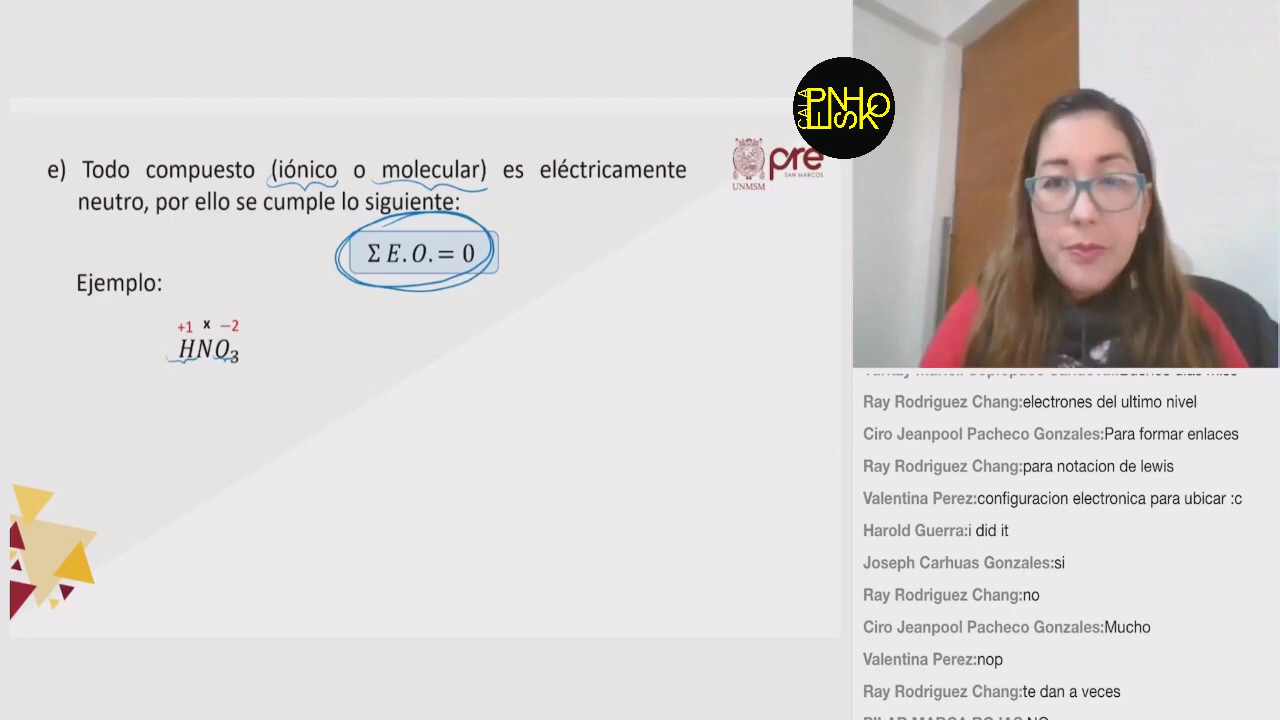 e) Todo compuesto (iónico o molecular) es eléctricamente
neutro, por ello se cumple lo siguiente:
Σ E. O. = 0
Ejemplo:
+1 x −2
HNO₃
UNMSM
pre
SAN MARCOS
Ray Rodriguez Chang:electrones del ultimo nivel
Ciro Jeanpool Pacheco Gonzales:Para formar enlaces
Ray Rodriguez Chang:para notacion de lewis
Valentina Perez:configuracion electronica para ubicar :c
Harold Guerra:i did it
Joseph Carhuas Gonzales:si
Ray Rodriguez Chang:no
Ciro Jeanpool Pacheco Gonzales:Mucho
Valentina Perez:nop
Ray Rodriguez Chang:te dan a veces